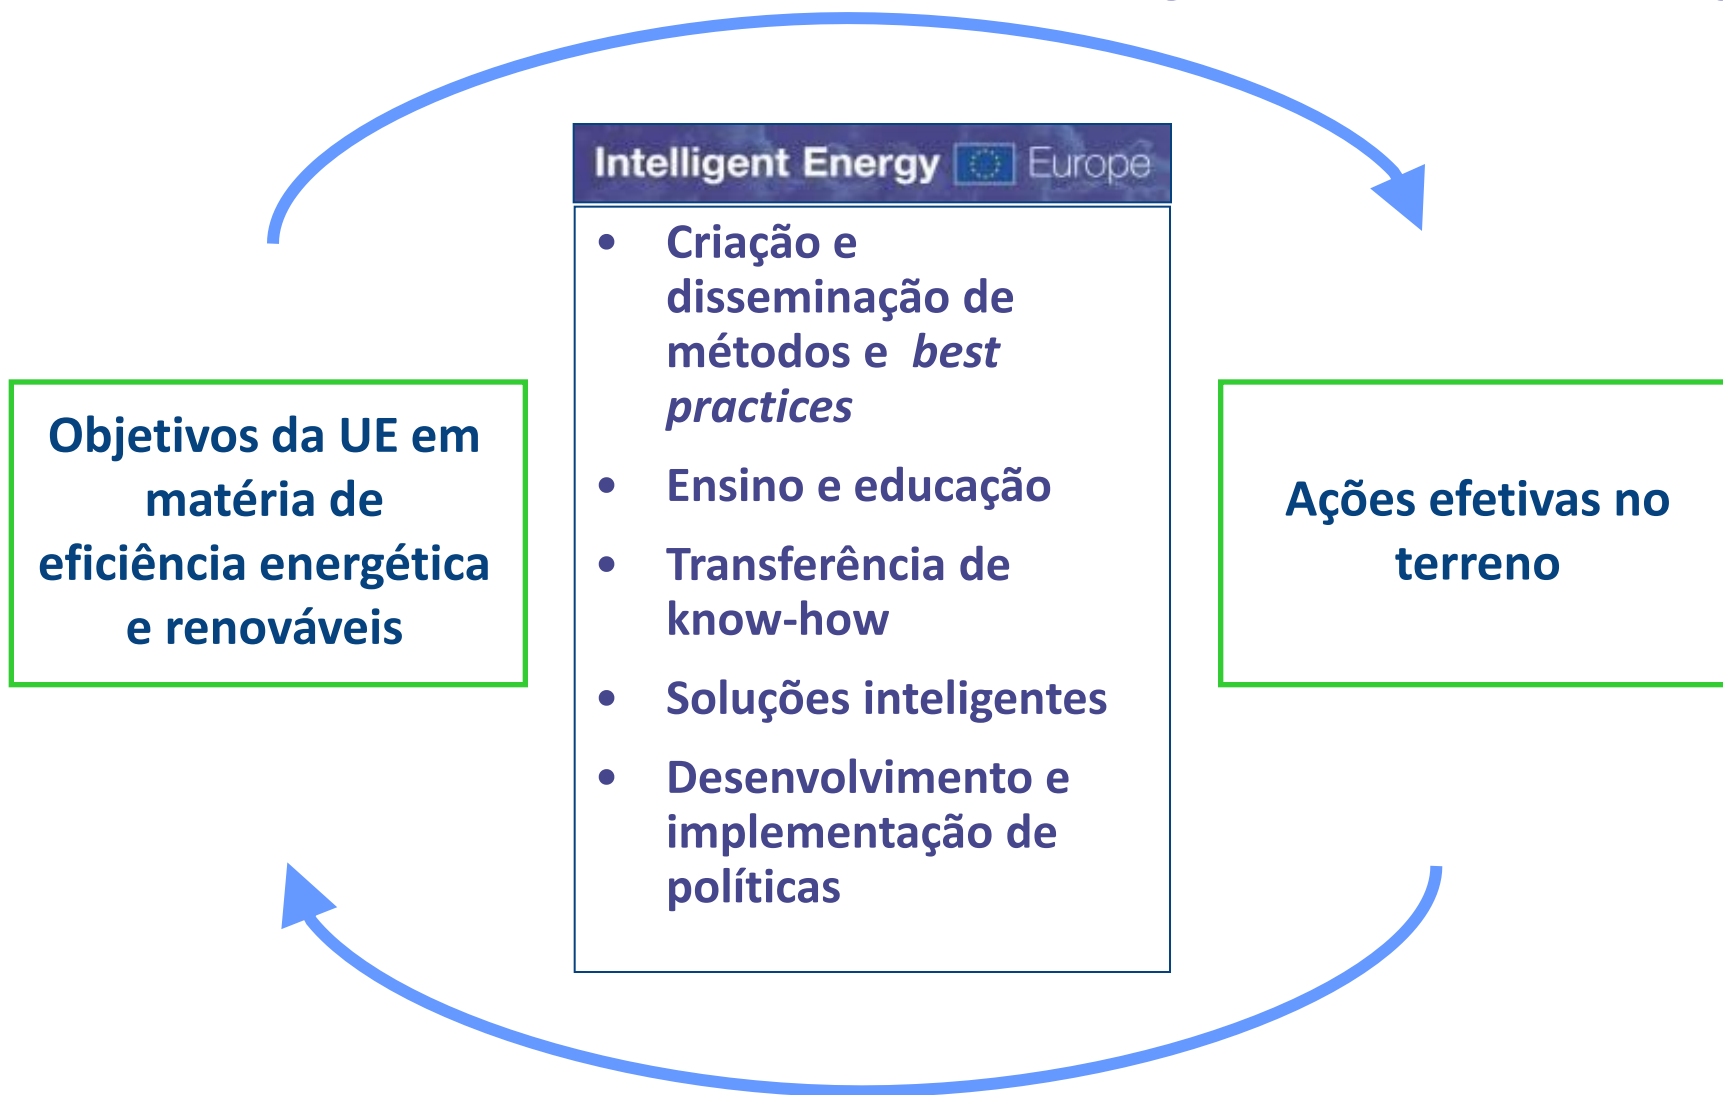 Intelligent Energy Europe
• Criação e
disseminação de
métodos e best
practices
• Ensino e educação
• Transferência de
know-how
• Soluções inteligentes
• Desenvolvimento e
implementação de
políticas
Objetivos da UE em
matéria de
eficiência energética
e renováveis
Ações efetivas no
terreno